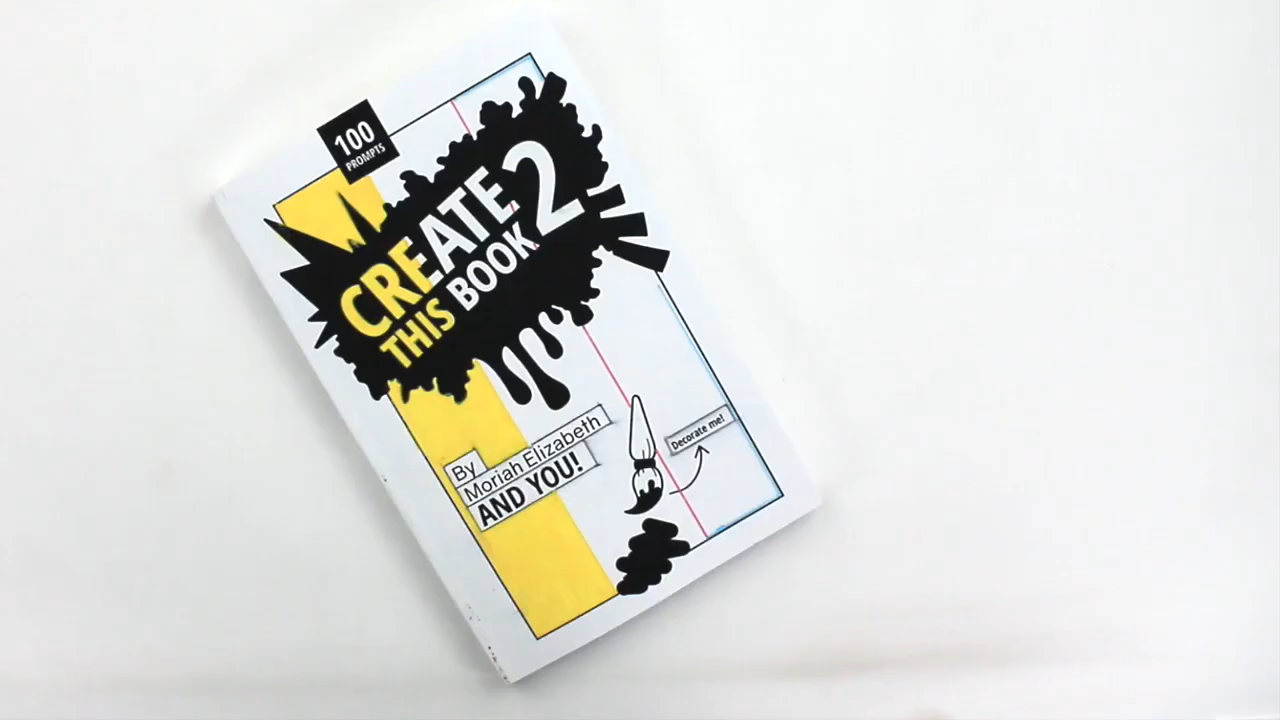 100
PROMPTS
CREATE
THIS BOOK 2
By
Moriah Elizabeth
AND YOU!
Decorate me!